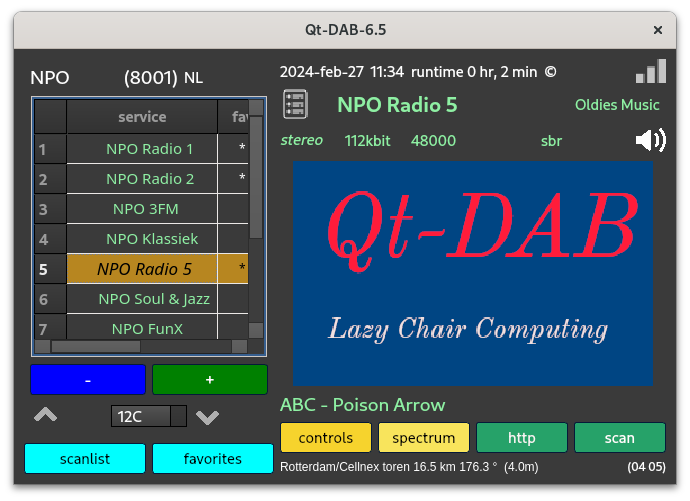 Qt-DAB-6.5 ×
NPO (8001) NL
service fav
1 NPO Radio 1 *
2 NPO Radio 2 *
3 NPO 3FM
4 NPO Klassiek
5 NPO Radio 5 *
6 NPO Soul & Jazz
7 NPO FunX
- +
12C
scanlist favorites
2024-feb-27 11:34 runtime 0 hr, 2 min ©
NPO Radio 5 Oldies Music
stereo 112kbit 48000 sbr
Qt-DAB
Lazy Chair Computing
ABC - Poison Arrow
controls spectrum http scan
Rotterdam/Cellnex toren 16.5 km 176.3 ° (4.0m) (04 05)